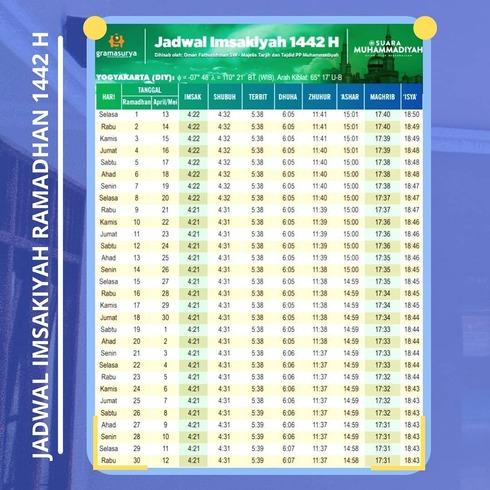 JADWAL IMSAKIYAH RAMADHAN 1442 H
gramasurya
Jadwal Imsakiyah 1442 H
Dihisab oleh: Oman Fathurohman SW - Majelis Tarjih dan Tajdid PP Muhammadiyah
SUARA MUHAMMADIYAH
YOGYAKARTA (DIY): φ = -07° 48' λ = 110° 21' BT. (WIB) Arah Kiblat: 65° 17' U-B
HARI TANGGAL IMSAK SHUBUH TERBIT DHUHA ZHUHUR 'ASHAR MAGHRIB 'ISYA'
Ramadhan April/Mei
Selasa 1 13 4:22 4:32 5:38 6:05 11:41 15:01 17:40 18:50
Rabu 2 14 4:22 4:32 5:38 6:05 11:41 15:01 17:40 18:49
Kamis 3 15 4:22 4:32 5:38 6:05 11:41 15:01 17:39 18:49
Jumat 4 16 4:22 4:32 5:38 6:05 11:40 15:01 17:39 18:48
Sabtu 5 17 4:22 4:32 5:38 6:05 11:40 15:00 17:38 18:48
Ahad 6 18 4:22 4:32 5:38 6:05 11:40 15:00 17:38 18:47
Senin 7 19 4:22 4:32 5:38 6:05 11:40 15:00 17:38 18:47
Selasa 8 20 4:22 4:32 5:38 6:05 11:40 15:00 17:37 18:47
Rabu 9 21 4:21 4:31 5:38 6:05 11:39 15:00 17:37 18:46
Kamis 10 22 4:21 4:31 5:38 6:05 11:39 15:00 17:36 18:46
Jumat 11 23 4:21 4:31 5:38 6:05 11:39 15:00 17:36 18:46
Sabtu 12 24 4:21 4:31 5:38 6:05 11:39 15:00 17:36 18:45
Ahad 13 25 4:21 4:31 5:38 6:05 11:39 15:00 17:35 18:45
Senin 14 26 4:21 4:31 5:38 6:05 11:38 15:00 17:35 18:45
Selasa 15 27 4:21 4:31 5:38 6:05 11:38 14:59 17:35 18:45
Rabu 16 28 4:21 4:31 5:38 6:05 11:38 14:59 17:34 18:44
Kamis 17 29 4:21 4:31 5:38 6:05 11:38 14:59 17:34 18:44
Jumat 18 30 4:21 4:31 5:38 6:05 11:38 14:59 17:34 18:44
Sabtu 19 1 4:21 4:31 5:38 6:05 11:38 14:59 17:33 18:44
Ahad 20 2 4:21 4:31 5:38 6:05 11:38 14:59 17:33 18:44
Senin 21 3 4:21 4:31 5:38 6:06 11:38 14:59 17:33 18:44
Selasa 22 4 4:21 4:31 5:38 6:06 11:38 14:59 17:33 18:44
Rabu 23 5 4:21 4:31 5:38 6:06 11:37 14:59 17:32 18:43
Kamis 24 6 4:21 4:31 5:38 6:06 11:37 14:59 17:32 18:43
Jumat 25 7 4:21 4:31 5:38 6:06 11:37 14:59 17:32 18:43
Sabtu 26 8 4:21 4:31 5:39 6:06 11:37 14:59 17:31 18:43
Ahad 27 9 4:21 4:31 5:39 6:06 11:37 14:59 17:31 18:43
Senin 28 10 4:21 4:31 5:39 6:06 11:37 14:59 17:31 18:43
Selasa 29 11 4:21 4:31 5:39 6:07 11:37 14:58 17:31 18:43
Rabu 30 12 4:21 4:31 5:39 6:07 11:37 14:58 17:31 18:43